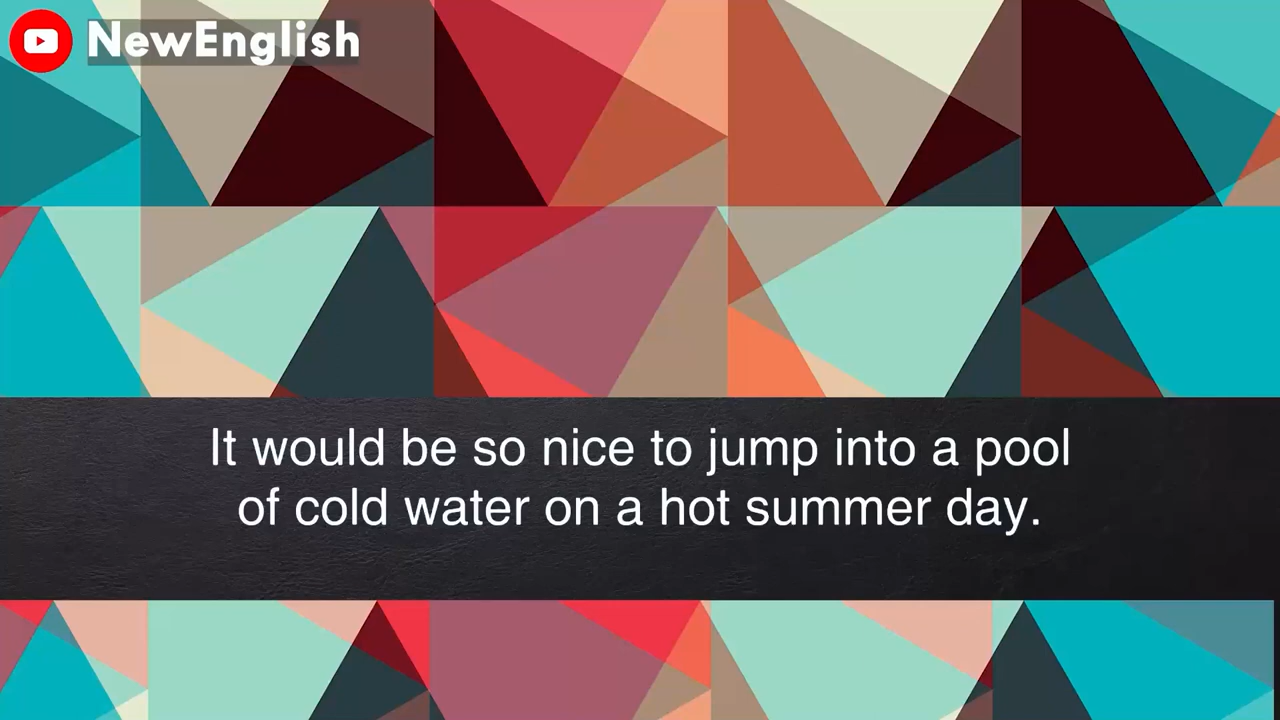 NewEnglish
It would be so nice to jump into a pool
of cold water on a hot summer day.